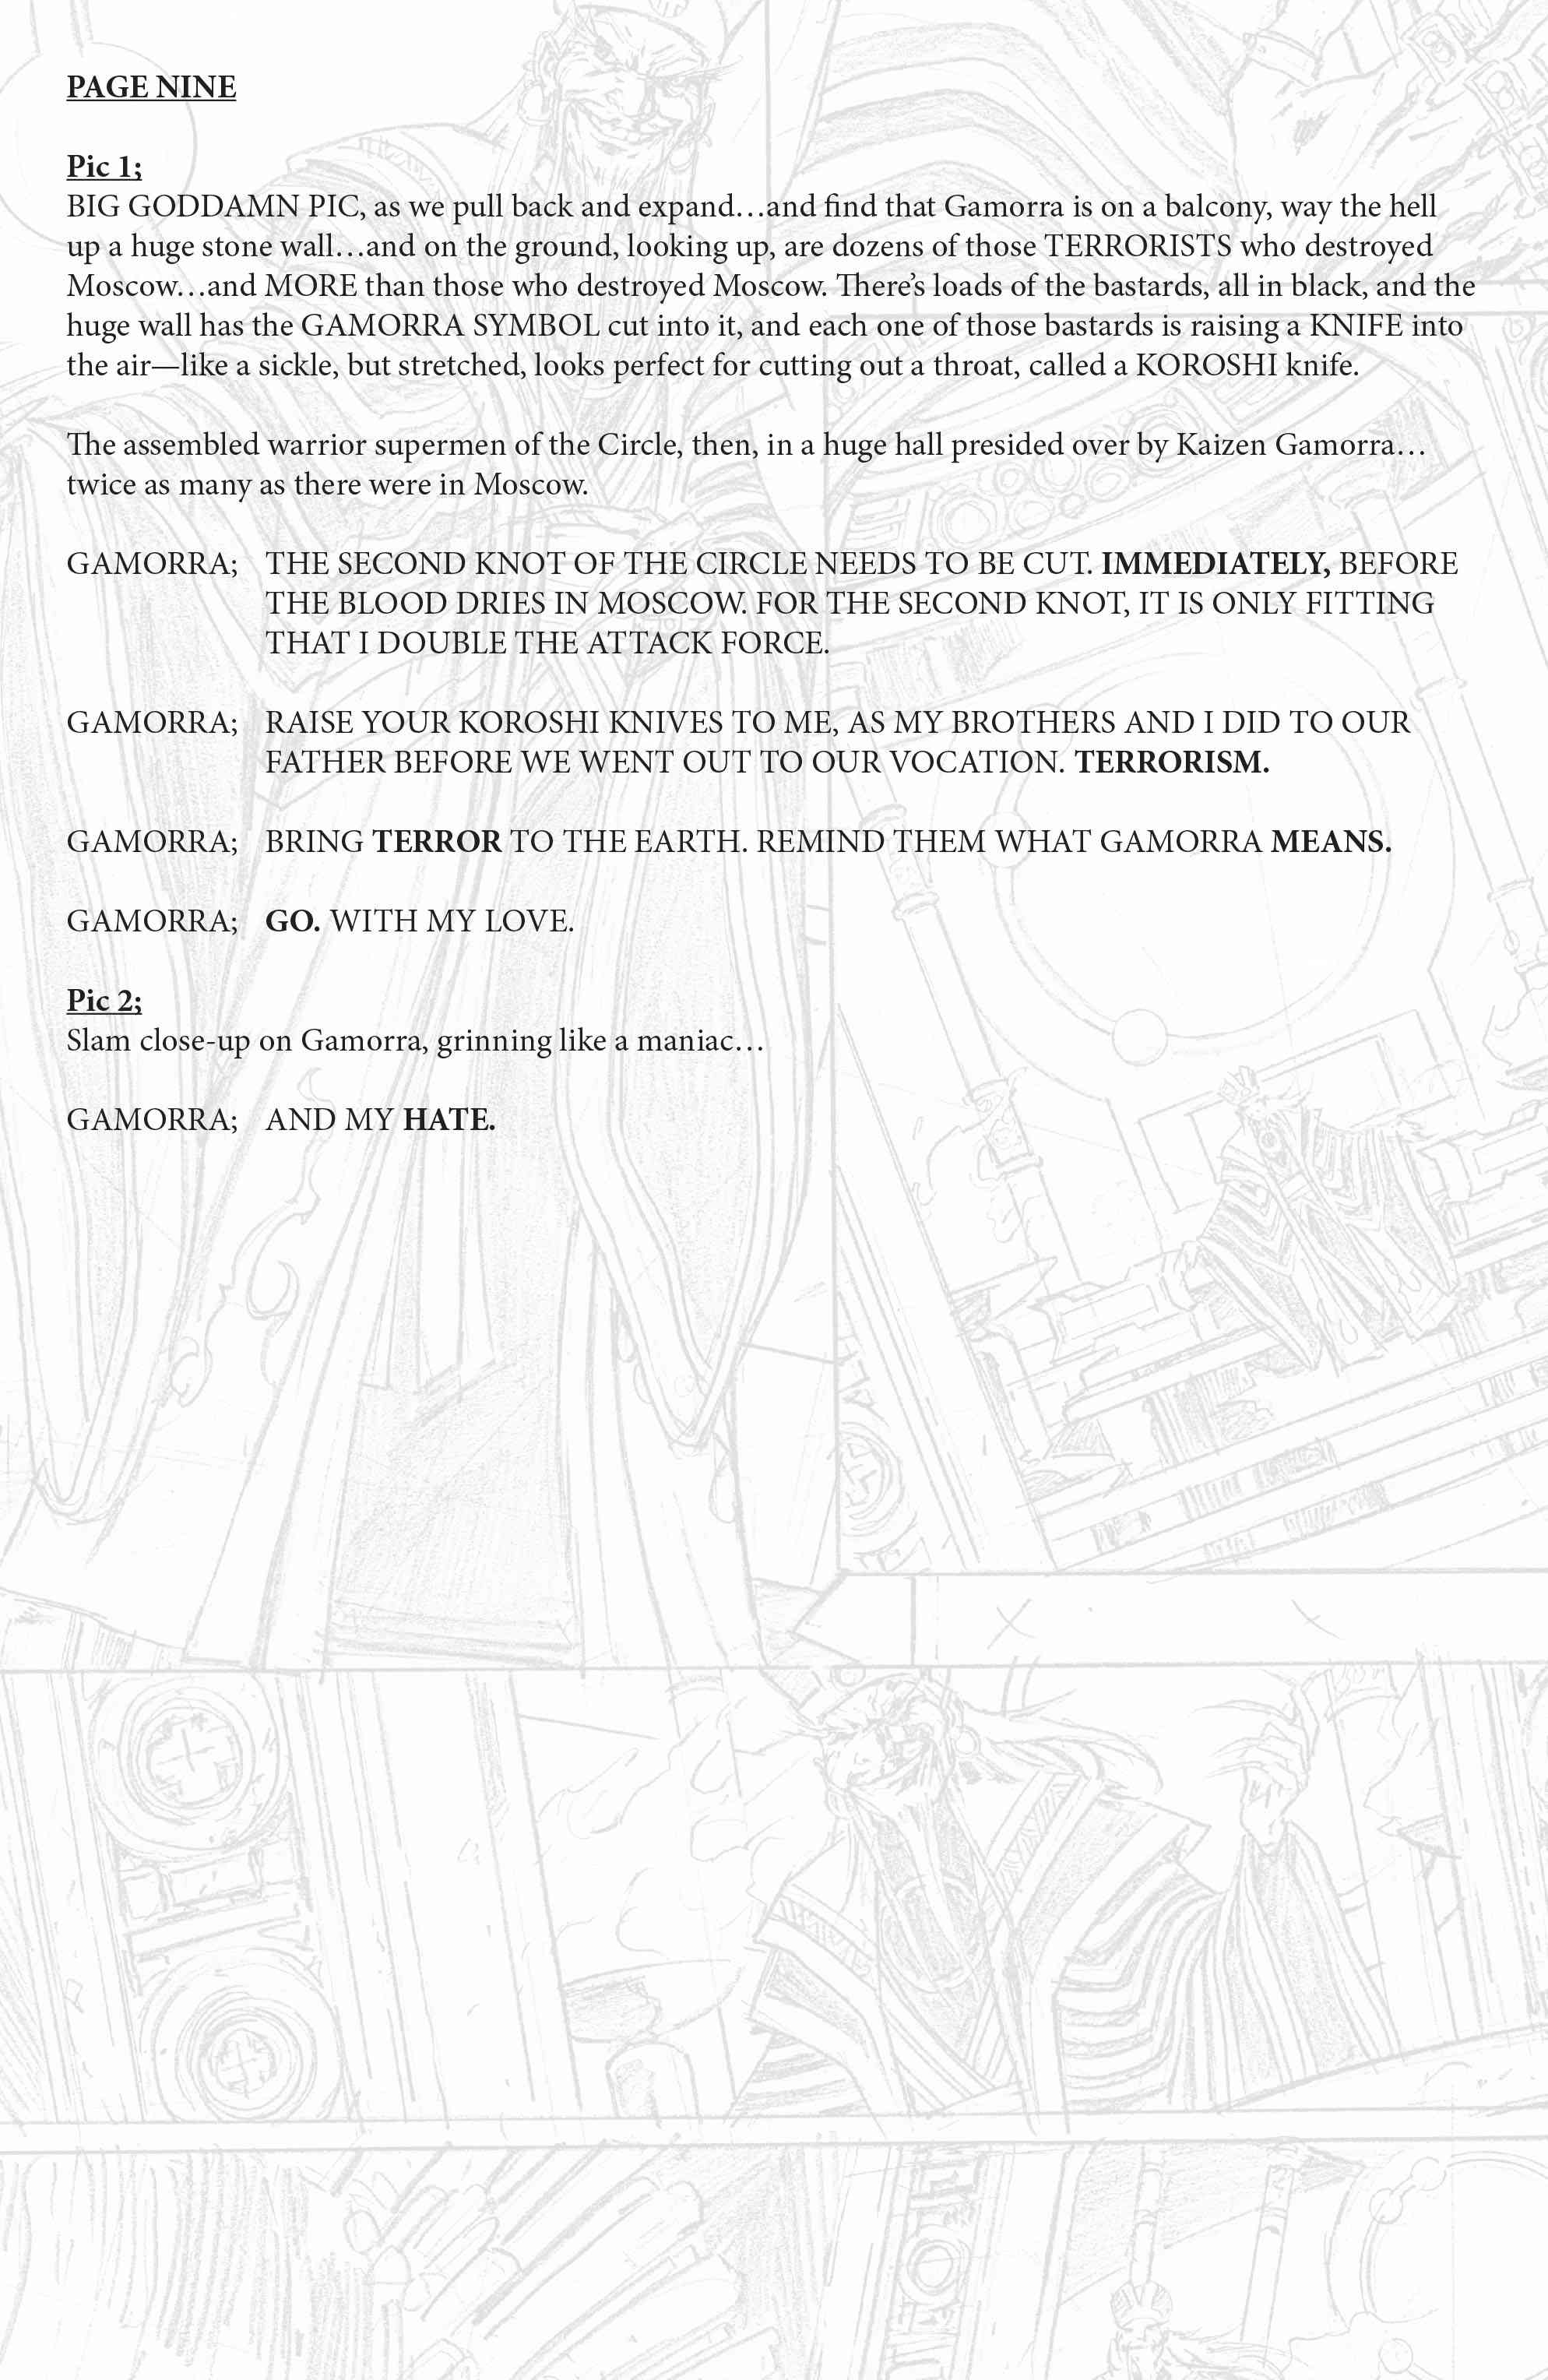 PAGE NINE
Pic 1;
BIG GODDAMN PIC, as we pull back and expand…and find that Gamorra is on a balcony, way the hell
up a huge stone wall…and on the ground, looking up, are dozens of those TERRORISTS who destroyed
Moscow…and MORE than those who destroyed Moscow. There’s loads of the bastards, all in black, and the
huge wall has the GAMORRA SYMBOL cut into it, and each one of those bastards is raising a KNIFE into
the air—like a sickle, but stretched, looks perfect for cutting out a throat, called a KOROSHI knife.
The assembled warrior supermen of the Circle, then, in a huge hall presided over by Kaizen Gamorra…
twice as many as there were in Moscow.
GAMORRA; THE SECOND KNOT OF THE CIRCLE NEEDS TO BE CUT. IMMEDIATELY, BEFORE
THE BLOOD DRIES IN MOSCOW. FOR THE SECOND KNOT, IT IS ONLY FITTING
THAT I DOUBLE THE ATTACK FORCE.
GAMORRA; RAISE YOUR KOROSHI KNIVES TO ME, AS MY BROTHERS AND I DID TO OUR
FATHER BEFORE WE WENT OUT TO OUR VOCATION. TERRORISM.
GAMORRA; BRING TERROR TO THE EARTH. REMIND THEM WHAT GAMORRA MEANS.
GAMORRA; GO. WITH MY LOVE.
Pic 2;
Slam close-up on Gamorra, grinning like a maniac…
GAMORRA; AND MY HATE.